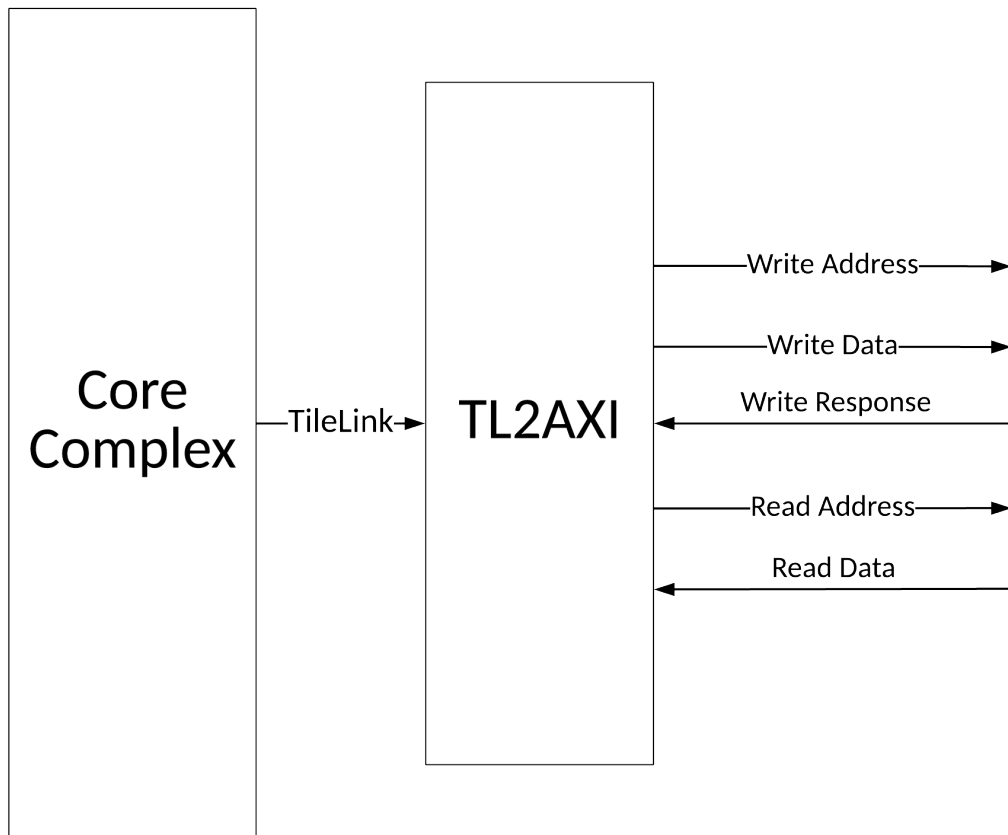 Core
Complex
TileLink
TL2AXI
Write Address
Write Data
Write Response
Read Address
Read Data